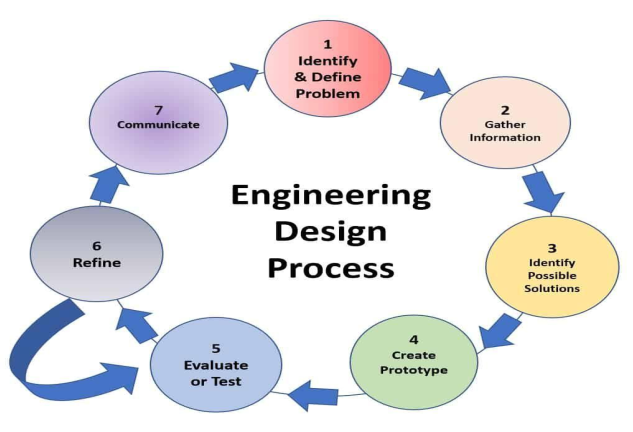 1
Identify
& Define
Problem
2
Gather
Information
3
Identify
Possible
Solutions
4
Create
Prototype
5
Evaluate
or Test
6
Refine
7
Communicate
Engineering
Design
Process